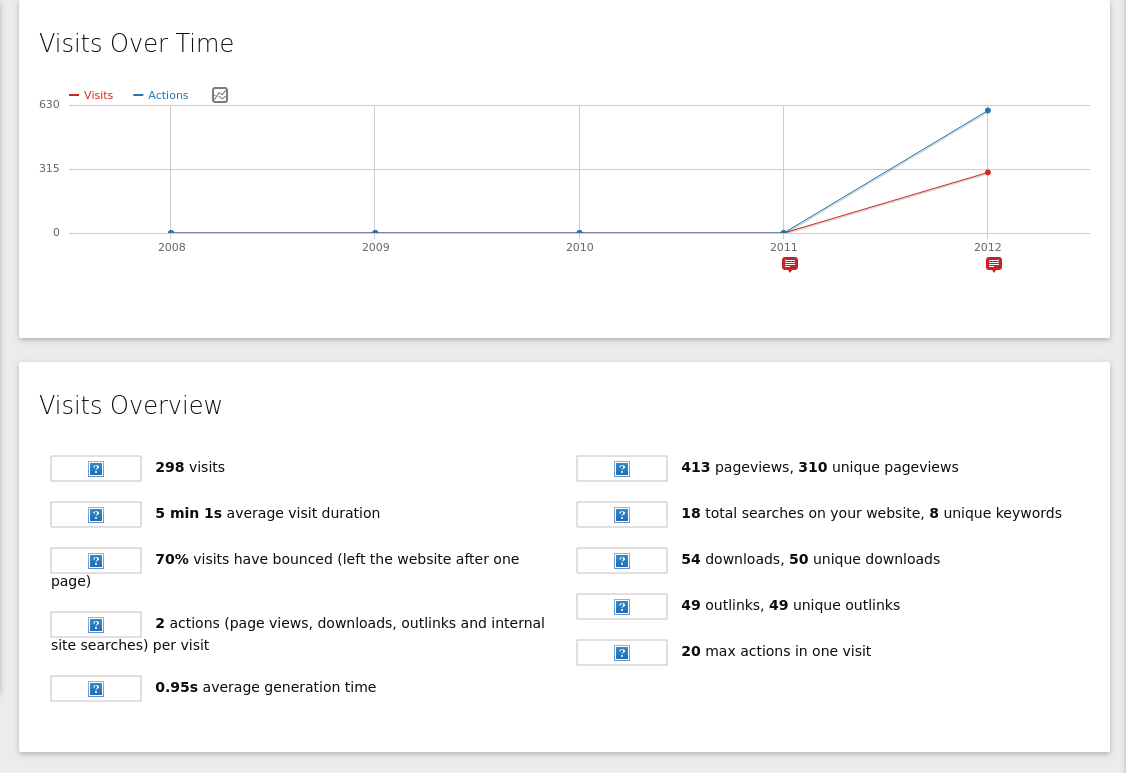 Visits Over Time
Visits Actions
630
315
0
2008 2009 2010 2011 2012
Visits Overview
298 visits
5 min 1s average visit duration
70% visits have bounced (left the website after one
page)
2 actions (page views, downloads, outlinks and internal
site searches) per visit
0.95s average generation time
413 pageviews, 310 unique pageviews
18 total searches on your website, 8 unique keywords
54 downloads, 50 unique downloads
49 outlinks, 49 unique outlinks
20 max actions in one visit